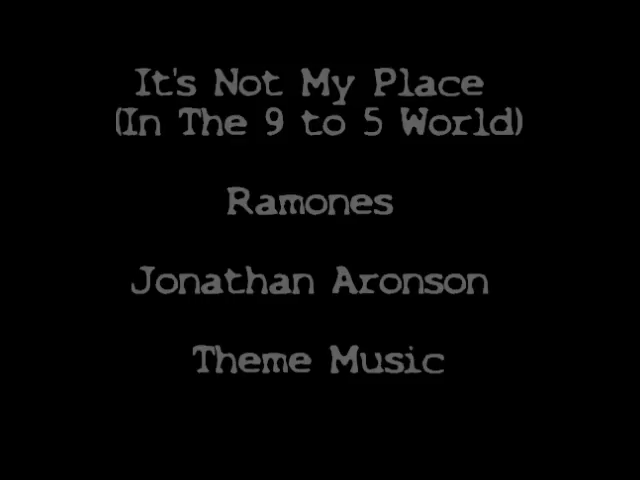 It's Not My Place
(In The 9 to 5 World)
Ramones
Jonathan Aronson
Theme Music